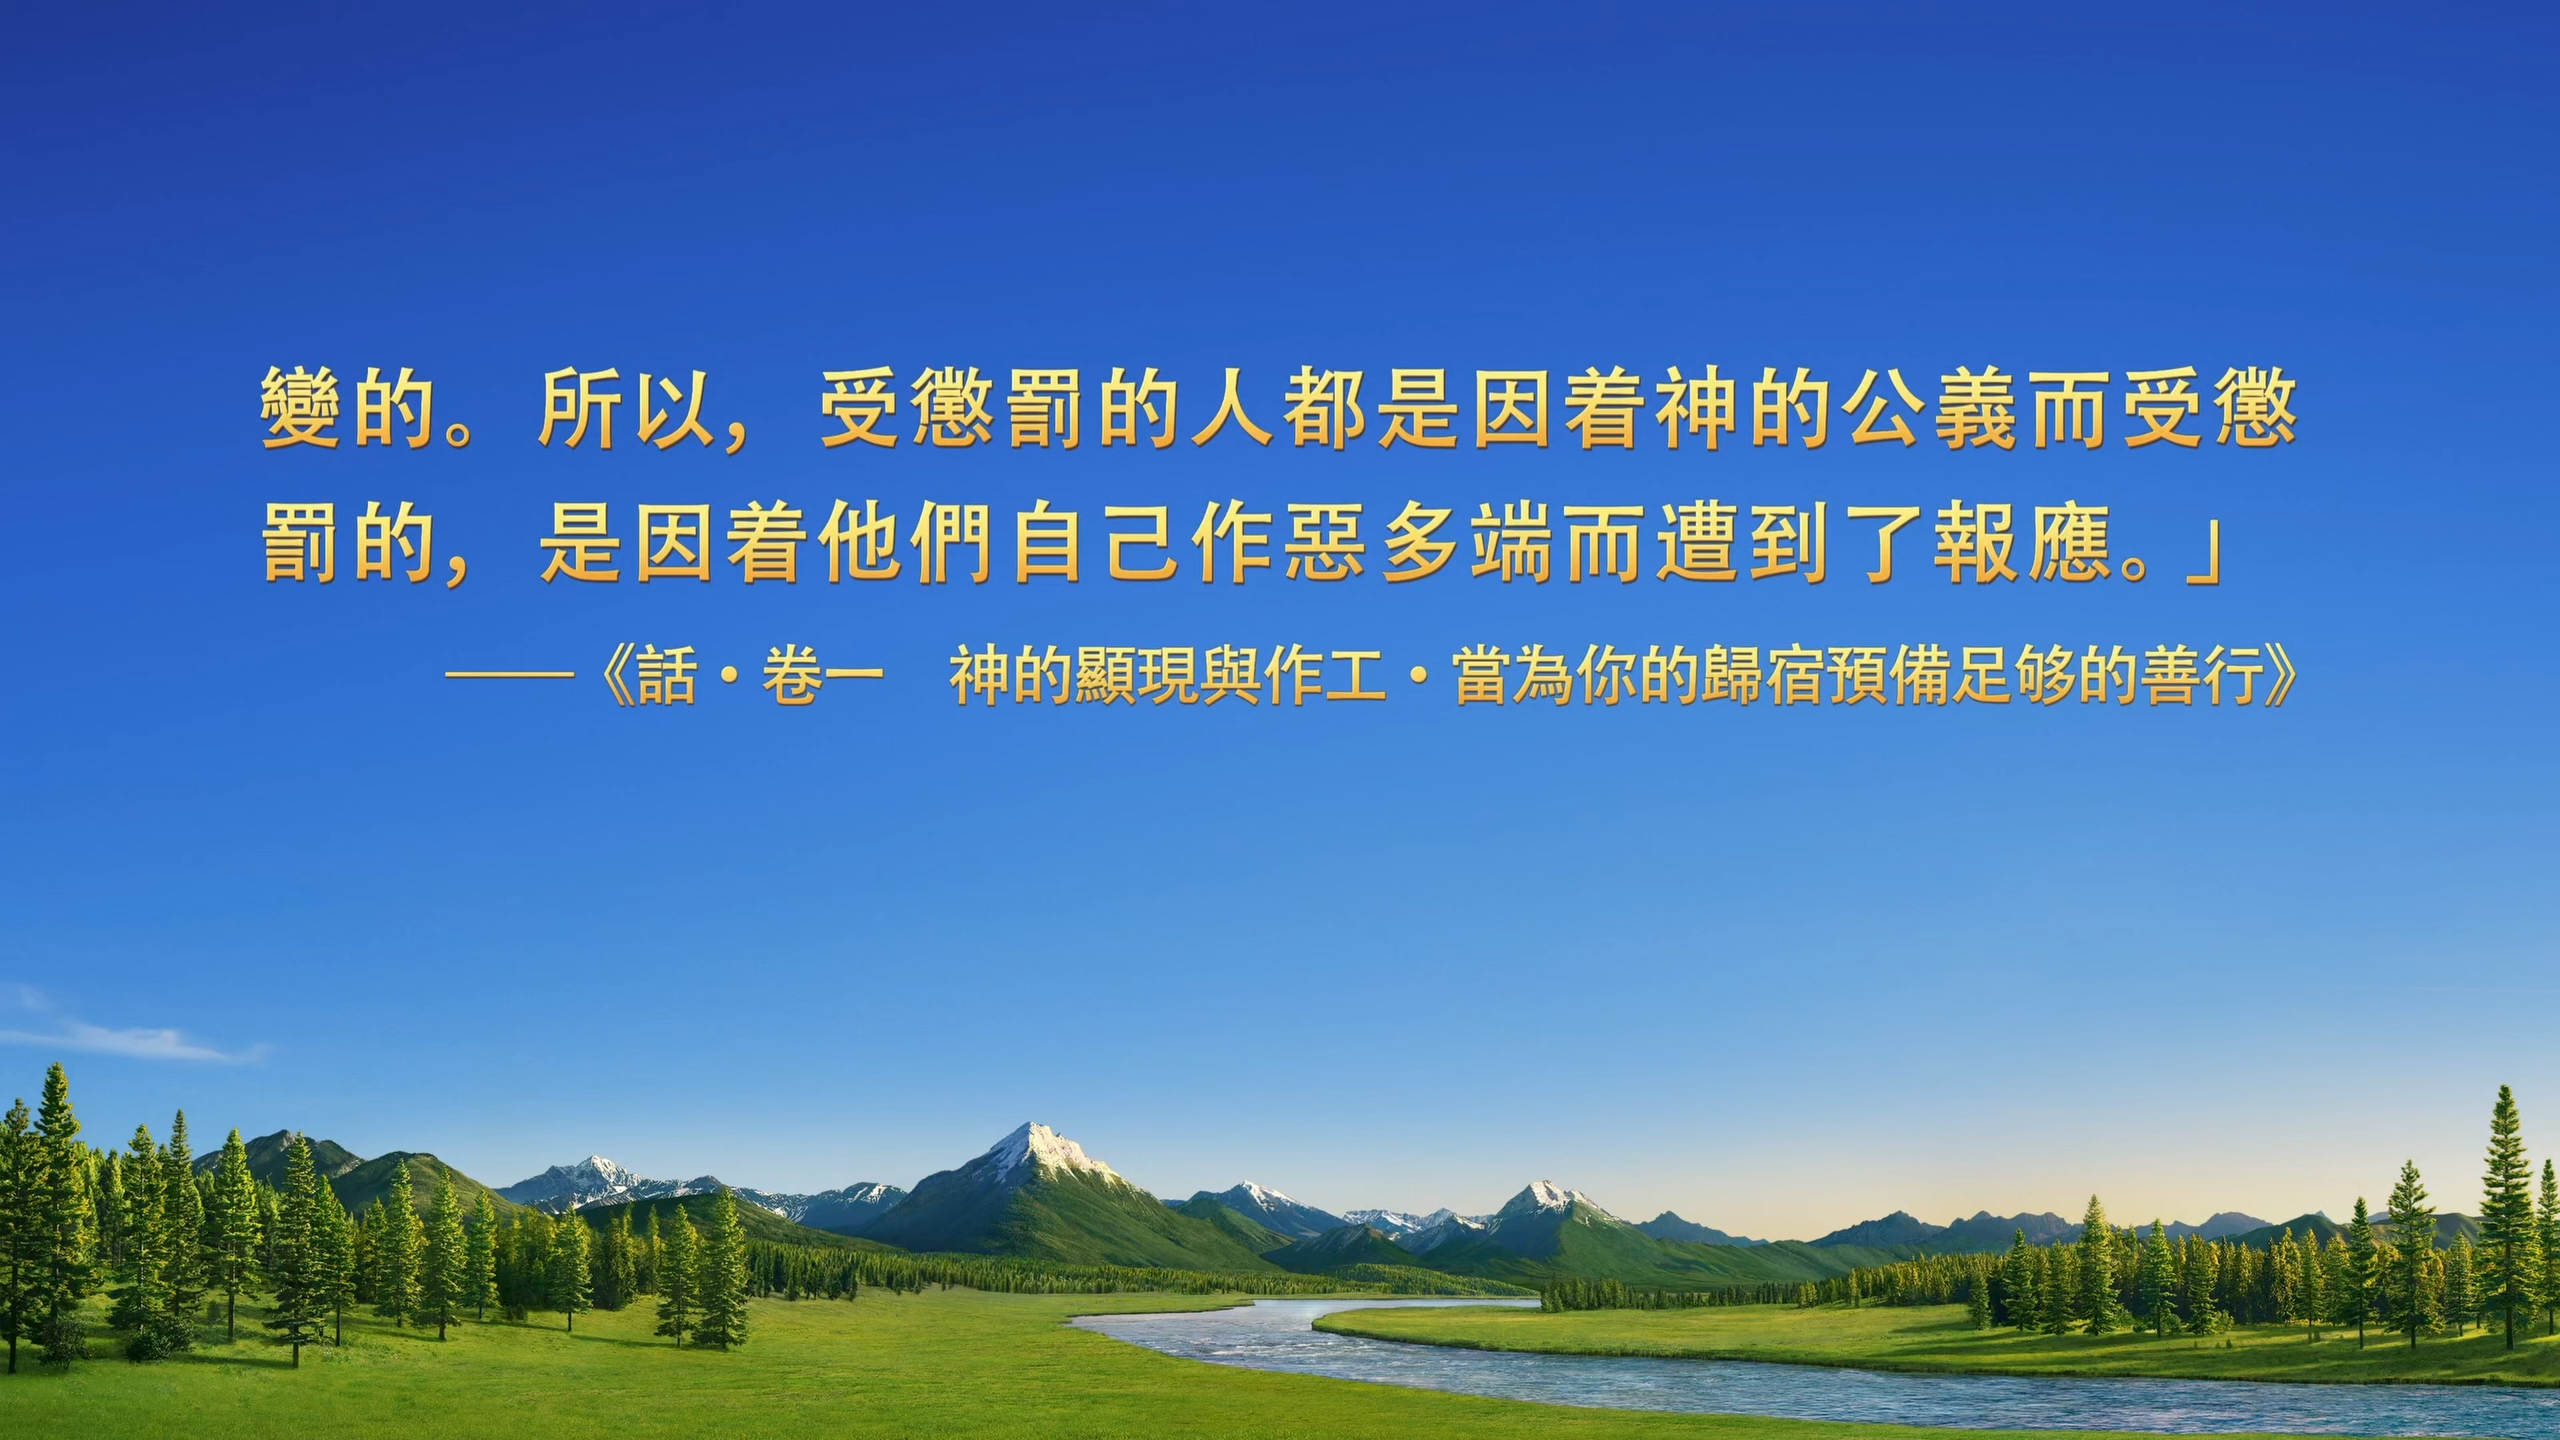 變的。所以，受懲罰的人都是因着神的公義而受懲
罰的，是因着他們自己作惡多端而遭到了報應。」
——《話・卷一　神的顯現與作工・當為你的歸宿預備足够的善行》